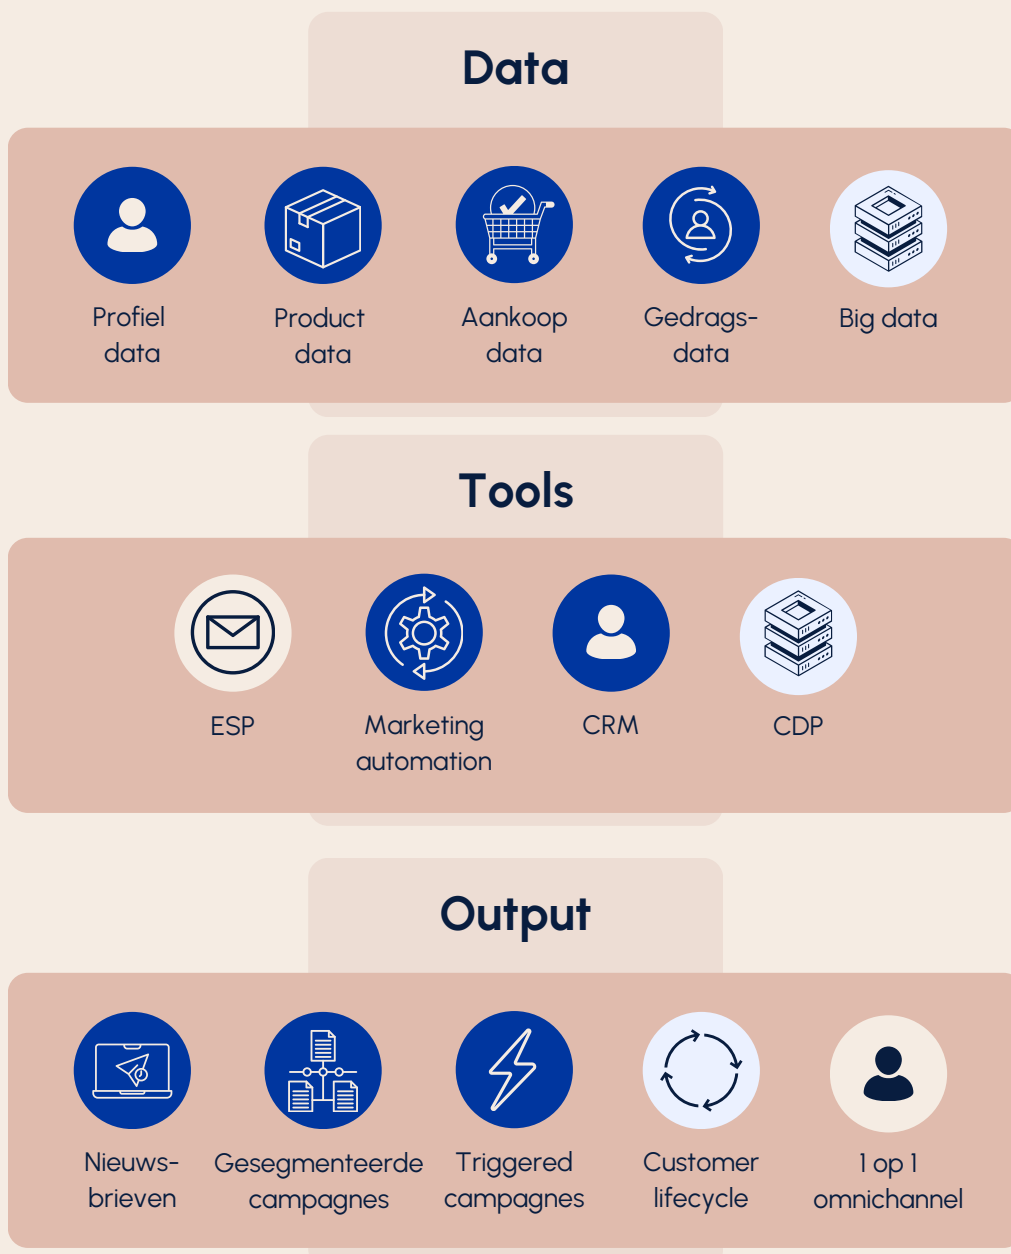 Data
Profiel
data
Product
data
Aankoop
data
Gedrags-
data
Big data
Tools
ESP
Marketing
automation
CRM
CDP
Output
Nieuws-
brieven
Gesegmenteerde
campagnes
Triggered
campagnes
Customer
lifecycle
1 op 1
omnichannel